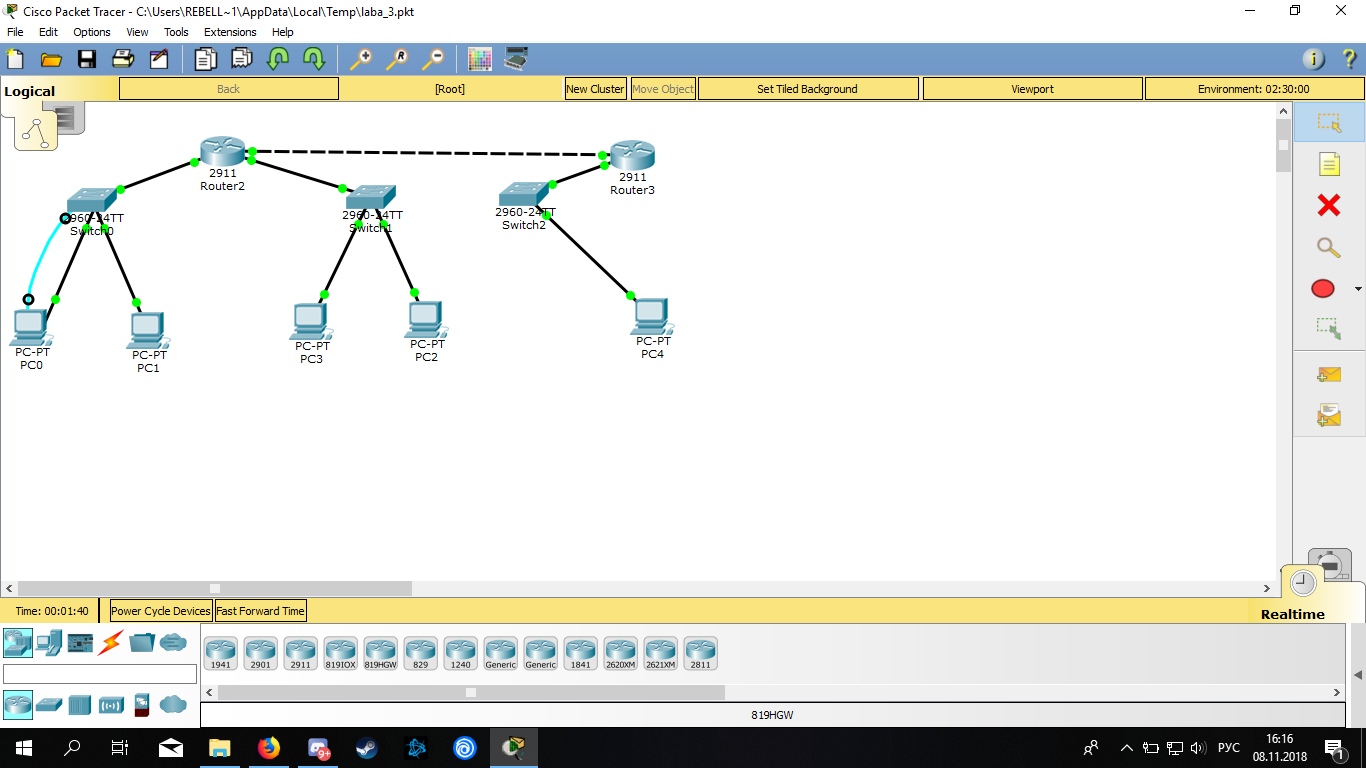 Cisco Packet Tracer - C:\Users\REBELL~1\AppData\Local\Temp\laba_3.pkt
File Edit Options View Tools Extensions Help
Logical Back [Root] New Cluster Move Object Set Tiled Background Viewport Environment: 02:30:00
2911
Router2
2911
Router3
2960-24TT
Switch0
2960-24TT
Switch1
2960-24TT
Switch2
PC-PT
PC0
PC-PT
PC1
PC-PT
PC3
PC-PT
PC2
PC-PT
PC4
Time: 00:01:40 Power Cycle Devices Fast Forward Time Realtime
1941 2901 2911 819IOX 819HGW 829 1240 Generic Generic 1841 2620XM 2621XM 2811
819HGW
9+
РУС
16:16
08.11.2018
1